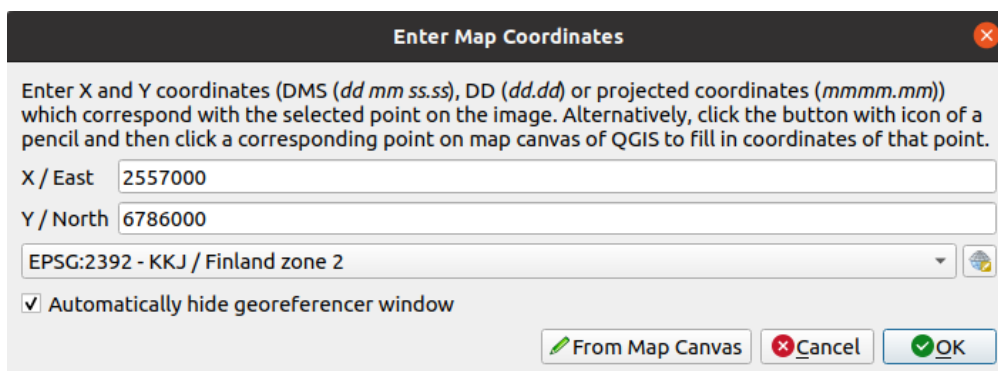 Enter Map Coordinates
Enter X and Y coordinates (DMS (dd mm ss.ss), DD (dd.dd) or projected coordinates (mmmm.mm))
which correspond with the selected point on the image. Alternatively, click the button with icon of a
pencil and then click a corresponding point on map canvas of QGIS to fill in coordinates of that point.
X / East 2557000
Y / North 6786000
EPSG:2392 - KKJ / Finland zone 2
Automatically hide georeferencer window
From Map Canvas Cancel OK